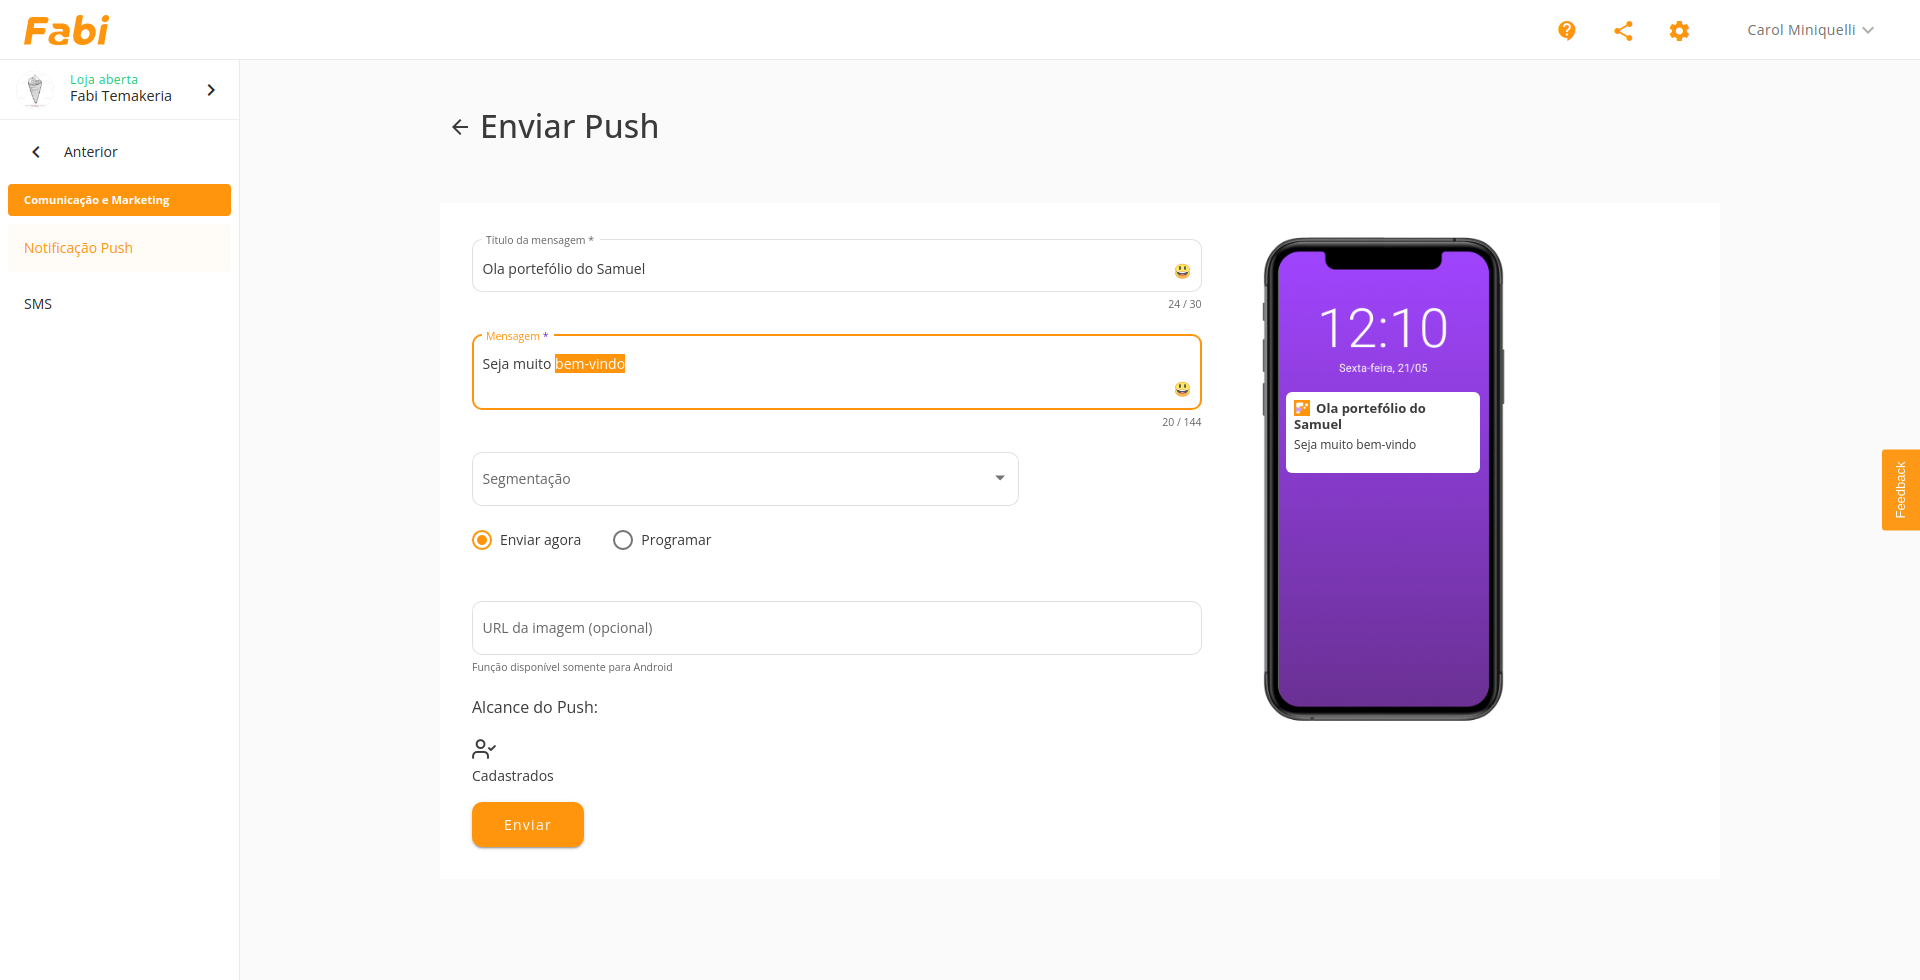 Fabi
Carol Miniquelli
Loja aberta
Fabi Temakeria
Anterior
Comunicação e Marketing
Notificação Push
SMS
Enviar Push
Título da mensagem *
Ola portefólio do Samuel
24 / 30
Mensagem *
Seja muito bem-vindo
20 / 144
Segmentação
Enviar agora
Programar
URL da imagem (opcional)
Função disponível somente para Android
Alcance do Push:
Cadastrados
Enviar
12:10
Sexta-feira, 21/05
Ola portefólio do
Samuel
Seja muito bem-vindo
Feedback